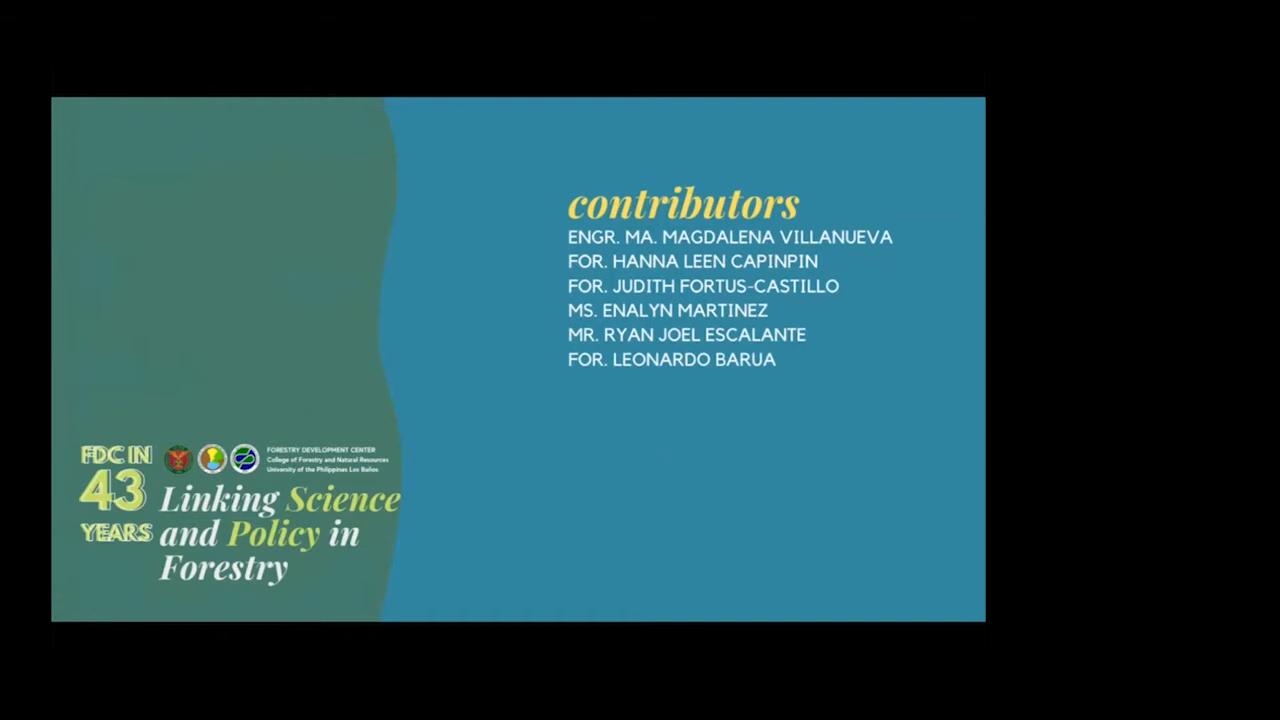 contributors
ENGR. MA. MAGDALENA VILLANUEVA
FOR. HANNA LEEN CAPINPIN
FOR. JUDITH FORTUS-CASTILLO
MS. ENALYN MARTINEZ
MR. RYAN JOEL ESCALANTE
FOR. LEONARDO BARUA
FDC IN
43
YEARS
FORESTRY DEVELOPMENT CENTER
College of Forestry and Natural Resources
University of the Philippines Los Baños
Linking Science
and Policy in
Forestry